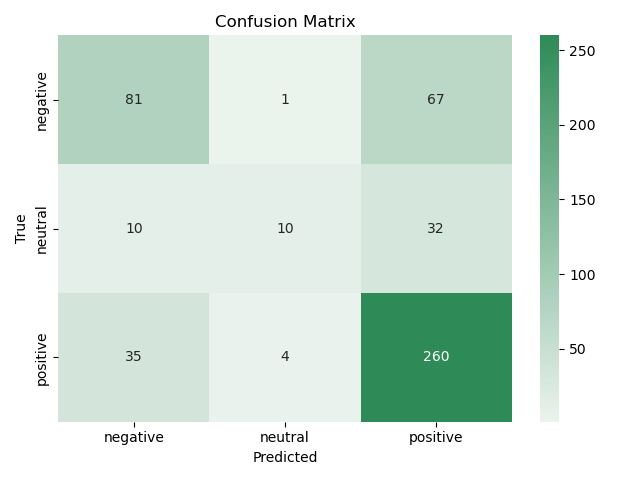 Confusion Matrix
True
negative 81 1 67
neutral 10 10 32
positive 35 4 260
negative neutral positive
Predicted
250
200
150
100
50